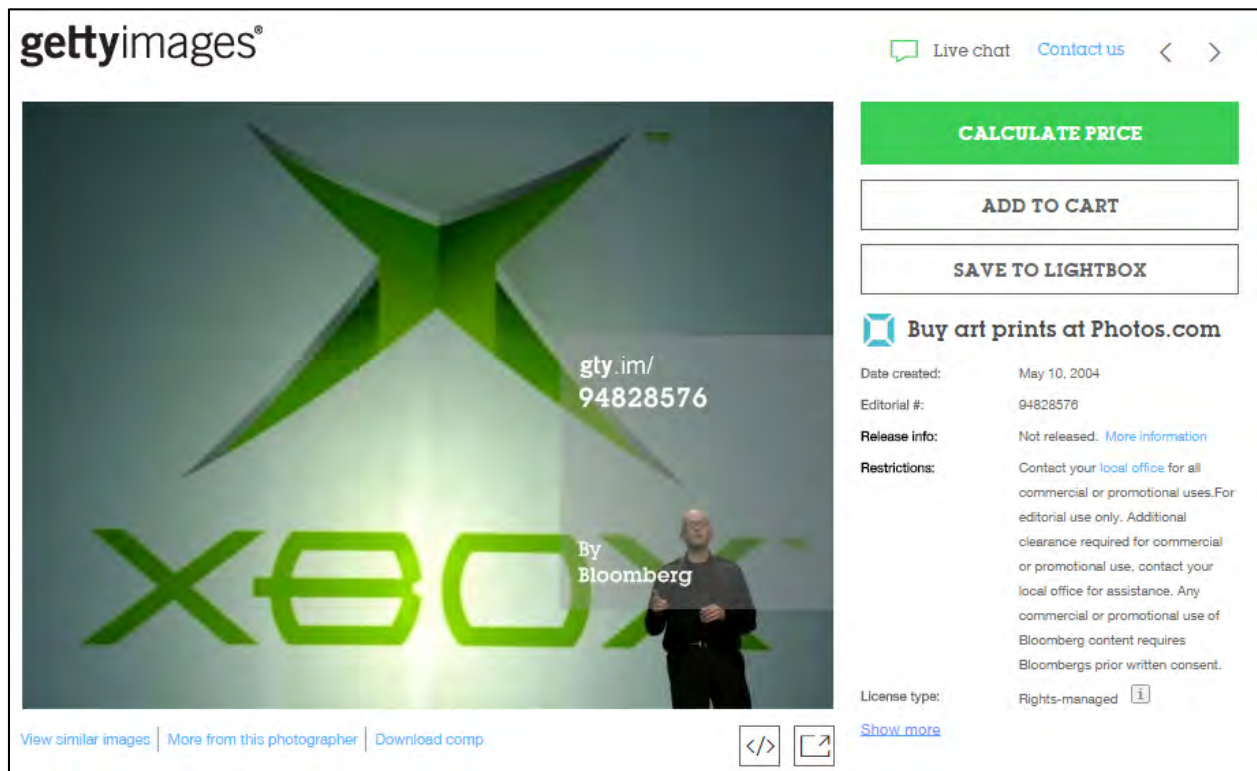 gettyimages®
Live chat Contact us < >
CALCULATE PRICE
ADD TO CART
SAVE TO LIGHTBOX
Buy art prints at Photos.com
Date created: May 10, 2004
Editorial #: 94828576
Release info: Not released. More information
Restrictions: Contact your local office for all
commercial or promotional uses.For
editorial use only. Additional
clearance required for commercial
or promotional use, contact your
local office for assistance. Any
commercial or promotional use of
Bloomberg content requires
Bloombergs prior written consent.
License type: Rights-managed i
Show more
gty.im/
94828576
XBOX
By
Bloomberg
View similar images | More from this photographer | Download comp
</>